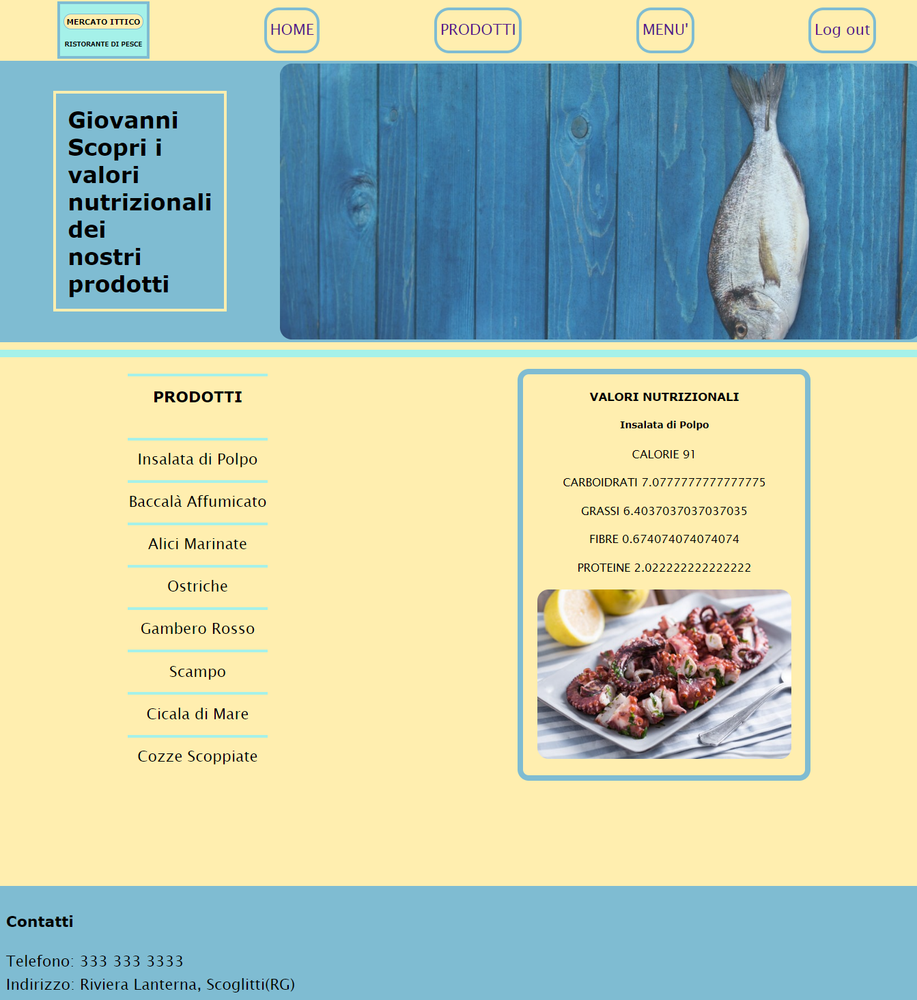 MERCATO ITTICO
RISTORANTE DI PESCE
HOME
PRODOTTI
MENU'
Log out
Giovanni
Scopri i
valori
nutrizionali
dei
nostri
prodotti
PRODOTTI
Insalata di Polpo
Baccalà Affumicato
Alici Marinate
Ostriche
Gambero Rosso
Scampo
Cicala di Mare
Cozze Scoppiate
VALORI NUTRIZIONALI
Insalata di Polpo
CALORIE 91
CARBOIDRATI 7.0777777777777775
GRASSI 6.4037037037037035
FIBRE 0.674074074074074
PROTEINE 2.022222222222222
Contatti
Telefono: 333 333 3333
Indirizzo: Riviera Lanterna, Scoglitti(RG)